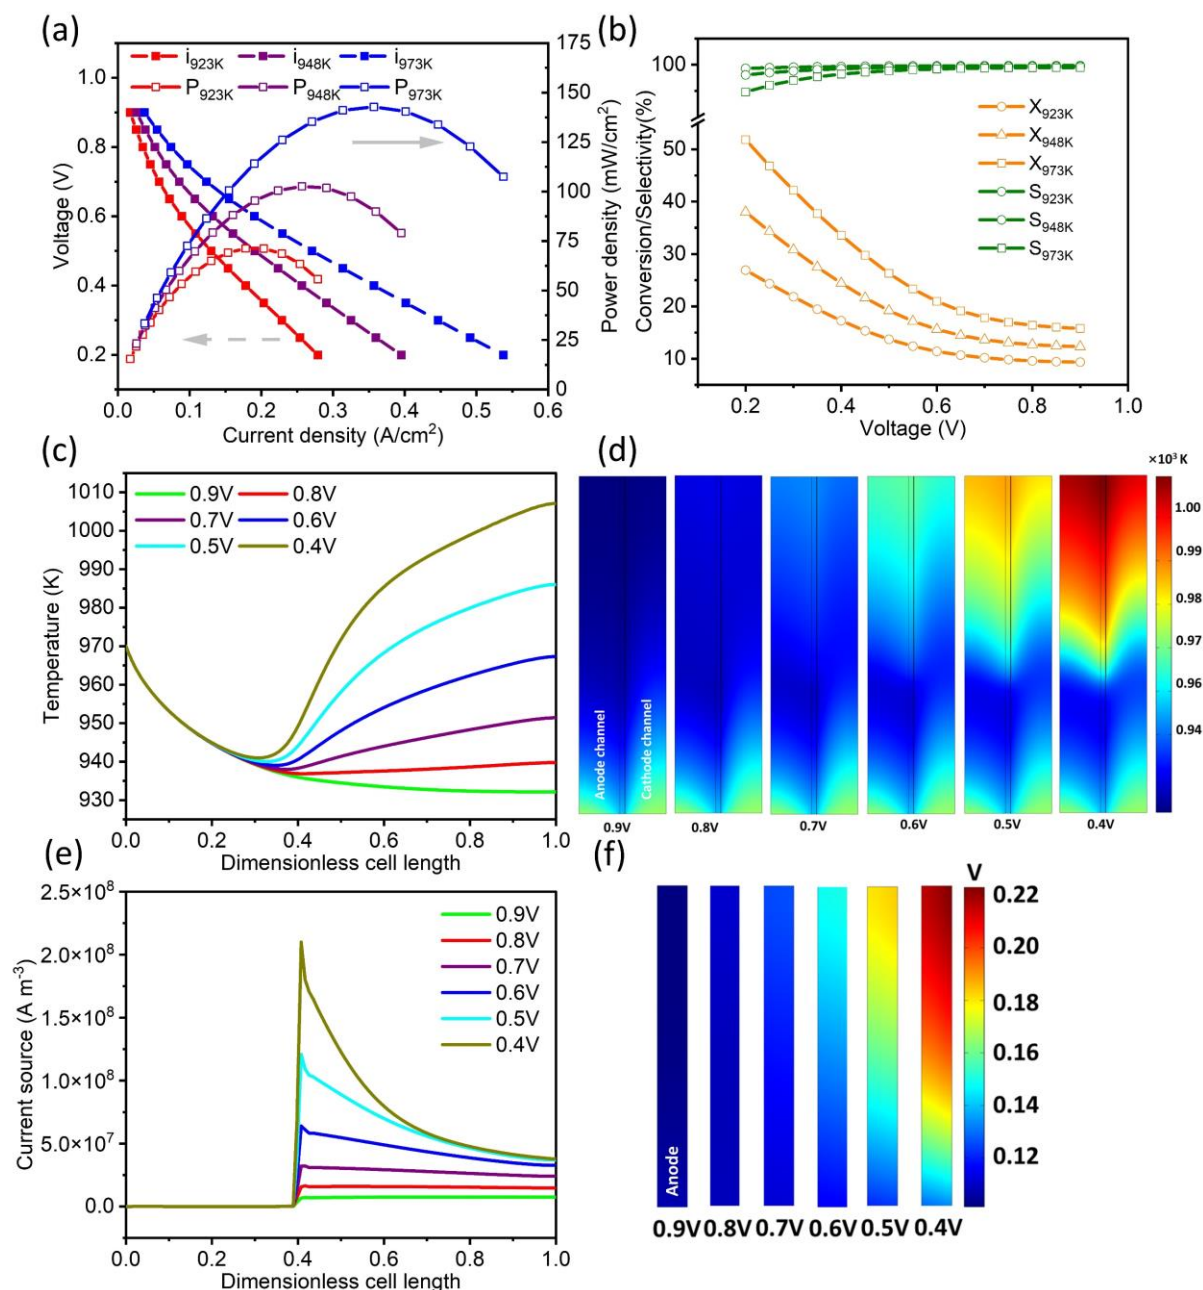 (a)
i923K i948K i973K
P923K P948K P973K
1.0
0.8
0.6
0.4
0.2
Voltage (V)
0.0 0.1 0.2 0.3 0.4 0.5 0.6
Current density (A/cm²)
175
150
125
100
75
50
25
0
Power density (mW/cm²)
(b)
100
50
40
30
20
10
Conversion/Selectivity(%)
X923K
X948K
X973K
S923K
S948K
S973K
0.2 0.4 0.6 0.8 1.0
Voltage (V)
(c)
0.9V 0.8V
0.7V 0.6V
0.5V 0.4V
1010
1000
990
980
970
960
950
940
930
Temperature (K)
0.0 0.2 0.4 0.6 0.8 1.0
Dimensionless cell length
(d)
×10³ K
1.00
0.99
0.98
0.96
0.94
Anode channel
Cathode channel
0.9V 0.8V 0.7V 0.6V 0.5V 0.4V
(e)
2.5×10⁸
2.0×10⁸
1.5×10⁸
1.0×10⁸
5.0×10⁷
0.0
Current source (A m⁻³)
0.9V
0.8V
0.7V
0.6V
0.5V
0.4V
0.0 0.2 0.4 0.6 0.8 1.0
Dimensionless cell length
(f)
V
0.22
0.20
0.18
0.16
0.14
0.12
Anode
0.9V 0.8V 0.7V 0.6V 0.5V 0.4V